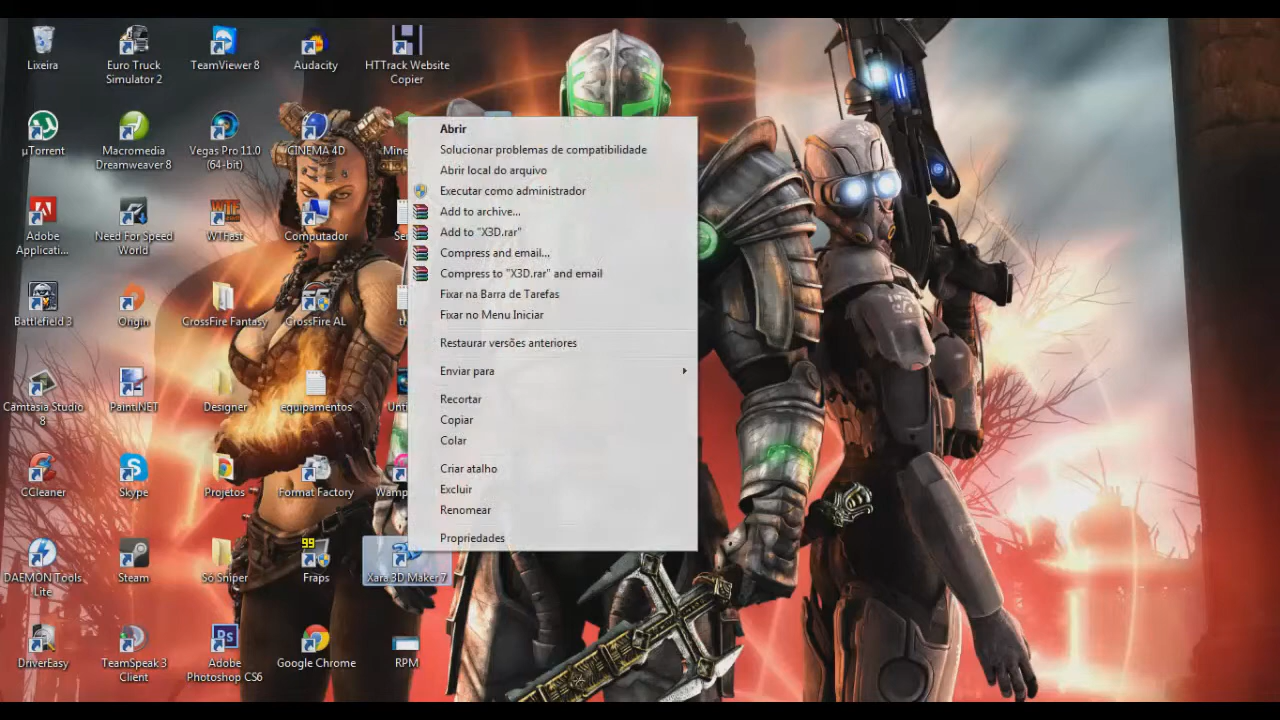 Lixeira
Euro Truck
Simulator 2
TeamViewer 8
Audacity
HTTrack Website
Copier
µTorrent
Macromedia
Dreamweaver 8
Vegas Pro 11.0
(64-bit)
CINEMA 4D
Adobe
Applicati...
Need For Speed
World
WTF
WTFast
Computador
Battlefield 3
Origin
CrossFire Fantasy
CrossFire AL
Camtasia Studio
8
PaintNET
Designer
equipamentos
CCleaner
Skype
Projetos
Format Factory
DAEMON Tools
Lite
Steam
So Sniper
99
Fraps
Xara 3D Maker 7
DriverEasy
TeamSpeak 3
Client
Ps
Adobe
Photoshop CS6
Google Chrome
RPM
Abrir
Solucionar problemas de compatibilidade
Abrir local do arquivo
Executar como administrador
Add to archive...
Add to "X3D.rar"
Compress and email...
Compress to "X3D.rar" and email
Fixar na Barra de Tarefas
Fixar no Menu Iniciar
Restaurar versões anteriores
Enviar para
Recortar
Copiar
Colar
Criar atalho
Excluir
Renomear
Propriedades